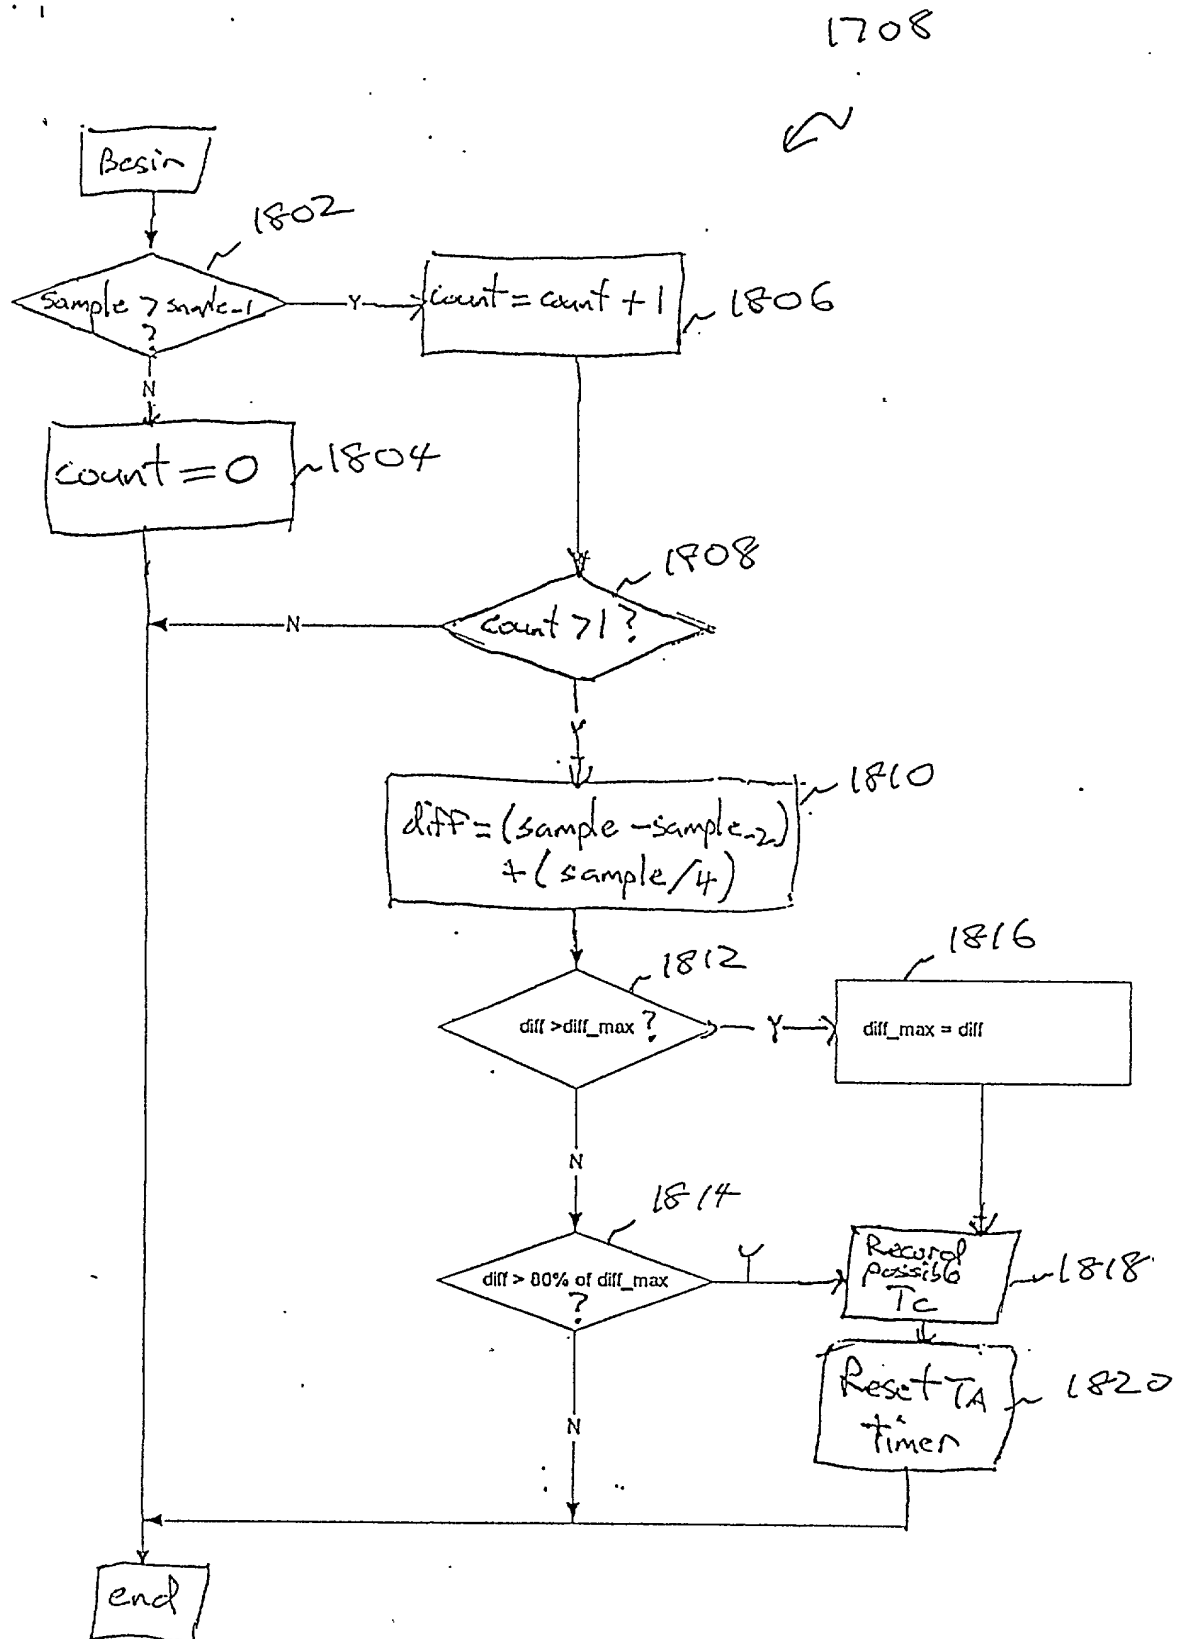 1708
Begin
1802
sample > sample-1
?
Y
count = count + 1
1806
N
count = 0
1804
1808
count > 1 ?
N
Y
1810
diff = (sample - sample-2)
+ (sample/4)
1812
1816
diff >diff_max ?
Y
diff_max = diff
N
1814
diff > 80% of diff_max
?
Y
Record
possible
Tc
1818
Reset TA
timer
1820
N
end